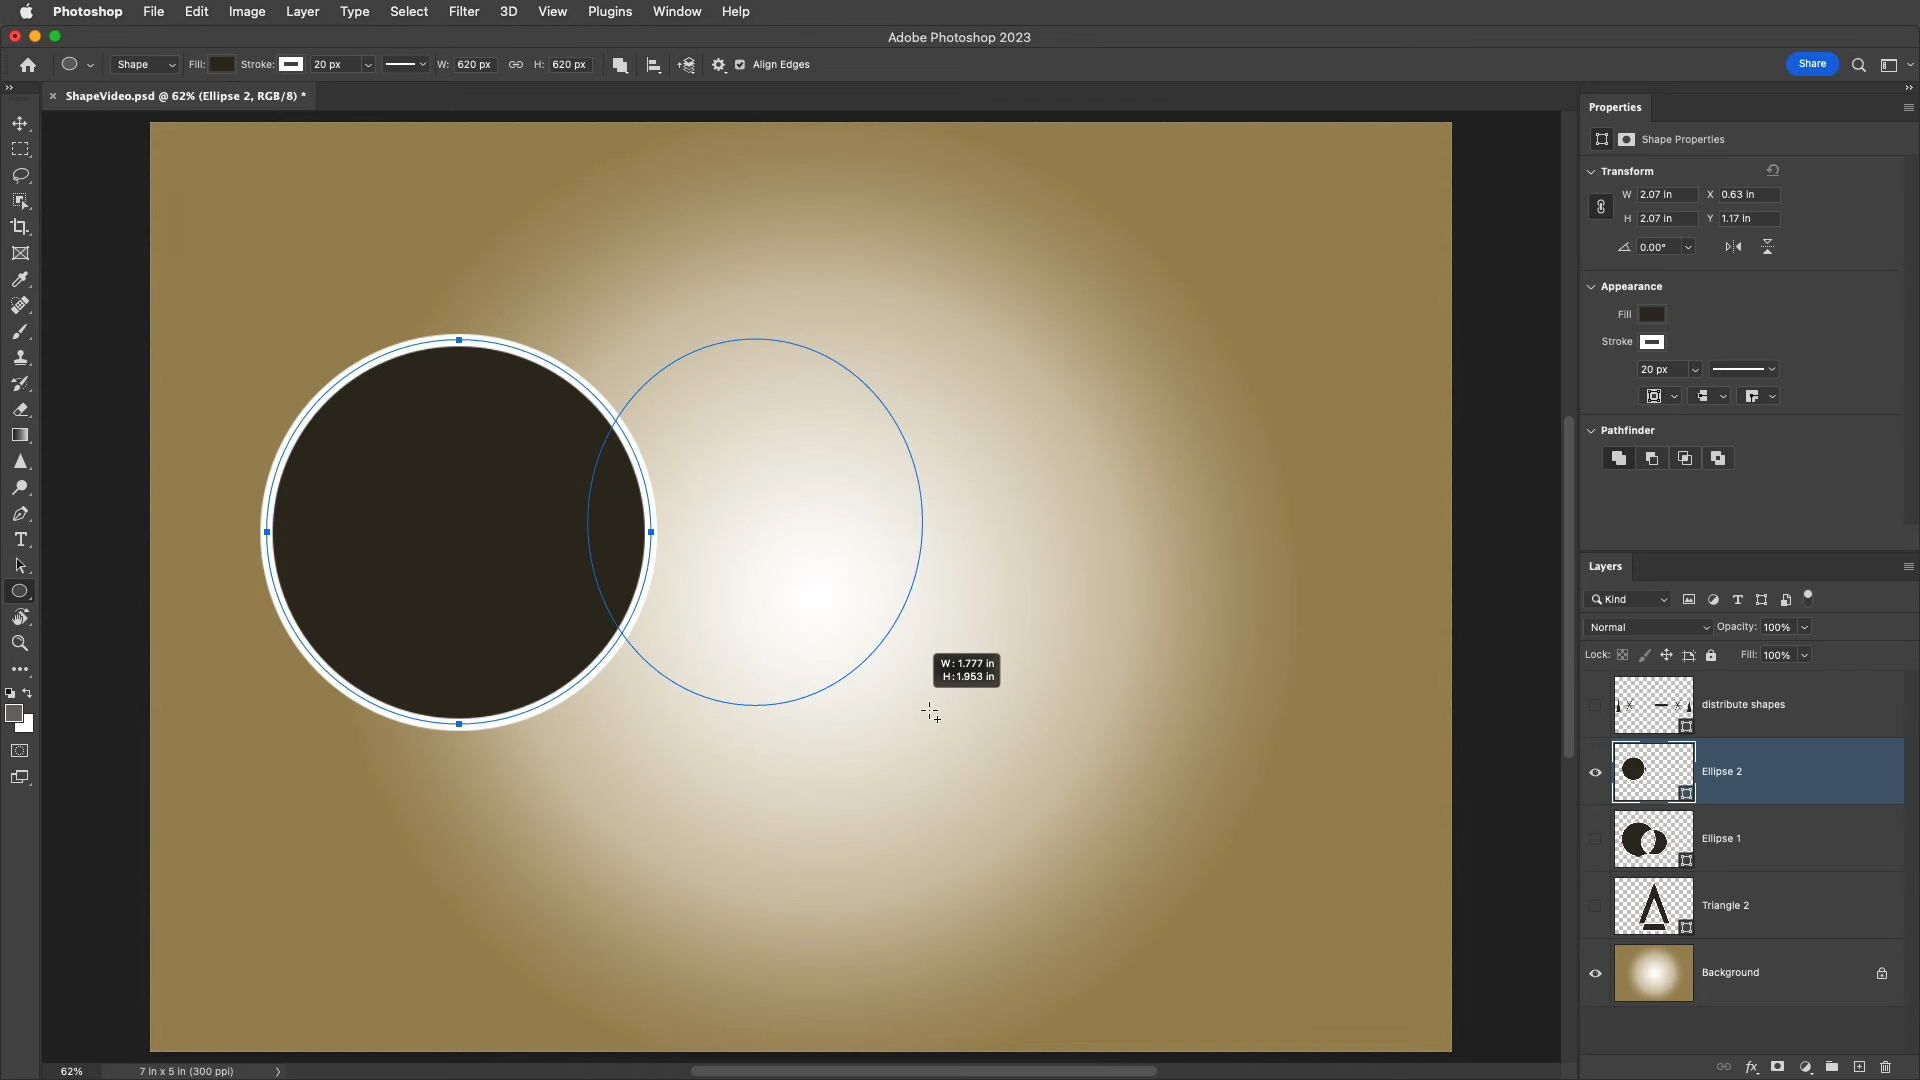 Photoshop File Edit Image Layer Type Select Filter 3D View Plugins Window Help
Adobe Photoshop 2023
Shape Fill: Stroke: 20 px W: 620 px H: 620 px Align Edges Share
ShapeVideo.psd @ 62% (Ellipse 2, RGB/8) *
Properties
Shape Properties
Transform
W 2.07 in X 0.63 in
H 2.07 in Y 1.17 in
0.00°
Appearance
Fill
Stroke
20 px
Pathfinder
W: 1.777 in
H: 1.953 in
Layers
Kind
Normal Opacity: 100%
Lock: Fill: 100%
distribute shapes
Ellipse 2
Ellipse 1
Triangle 2
Background
62% 7 in x 5 in (300 ppi)